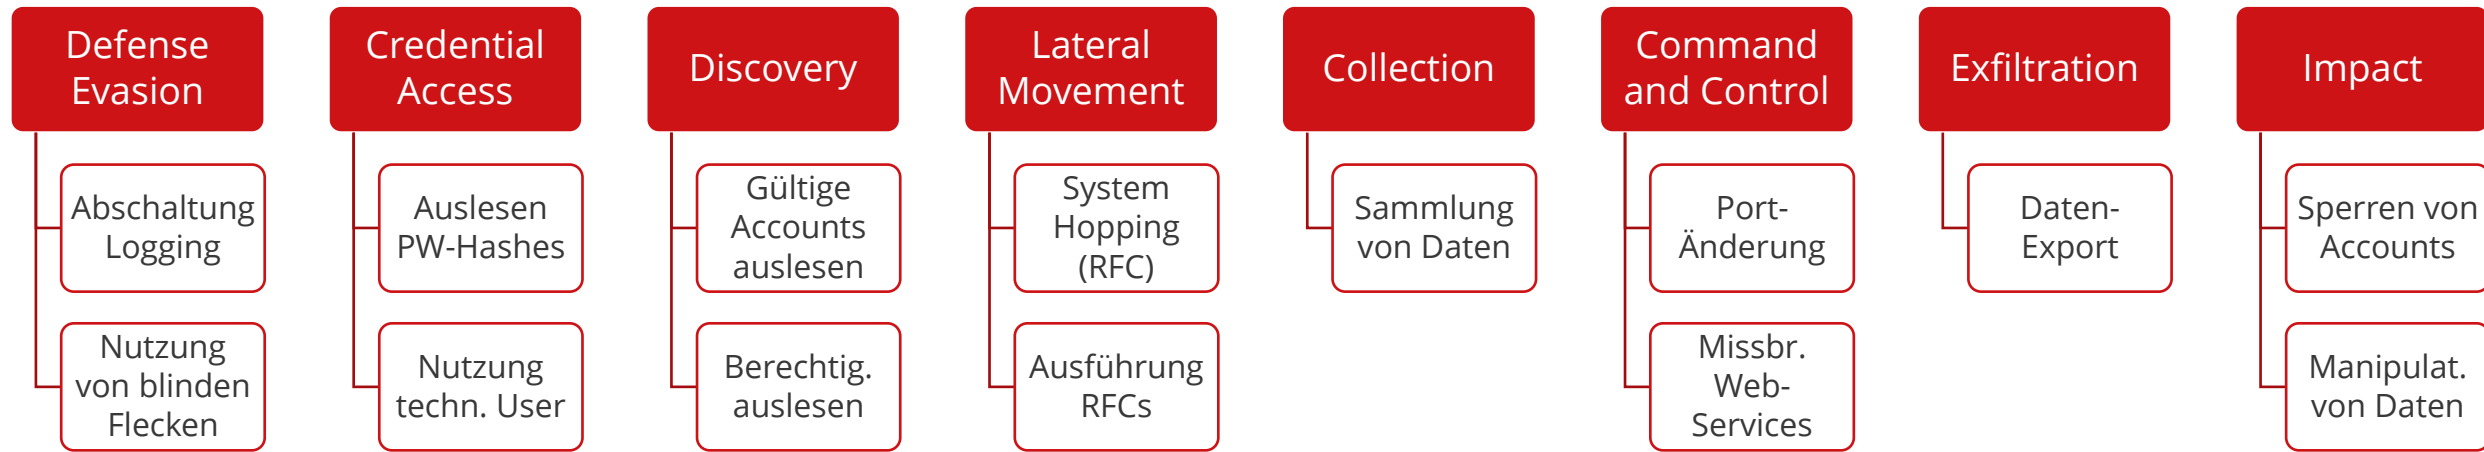 Defense
Evasion
Abschaltung
Logging
Nutzung
von blinden
Flecken
Credential
Access
Auslesen
PW-Hashes
Nutzung
techn. User
Discovery
Gültige
Accounts
auslesen
Berechtig.
auslesen
Lateral
Movement
System
Hopping
(RFC)
Ausführung
RFCs
Collection
Sammlung
von Daten
Command
and Control
Port-
Änderung
Missbr.
Web-
Services
Exfiltration
Daten-
Export
Impact
Sperren von
Accounts
Manipulat.
von Daten